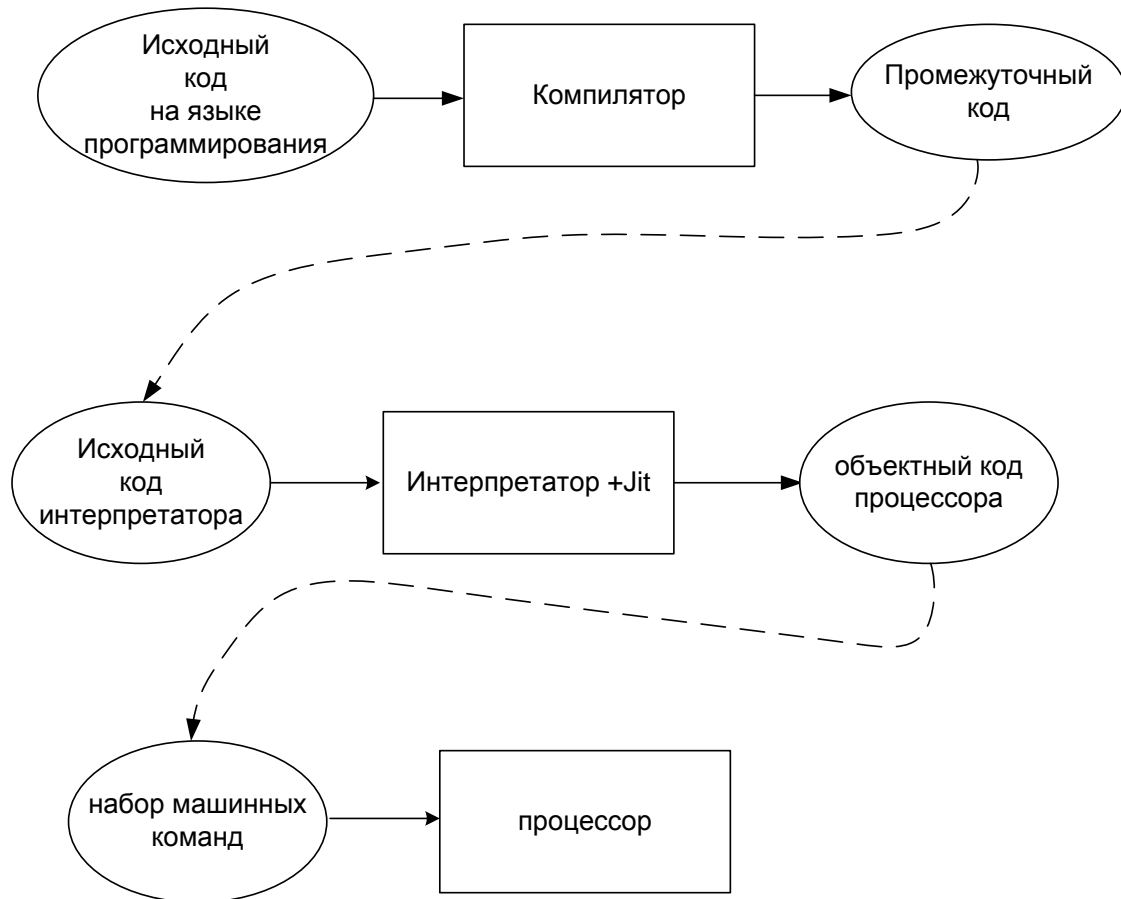 Исходный
код
на языке
программирования
Компилятор
Промежуточный
код
Исходный
код
интерпретатора
Интерпретатор +Jit
объектный код
процессора
набор машинных
команд
процессор